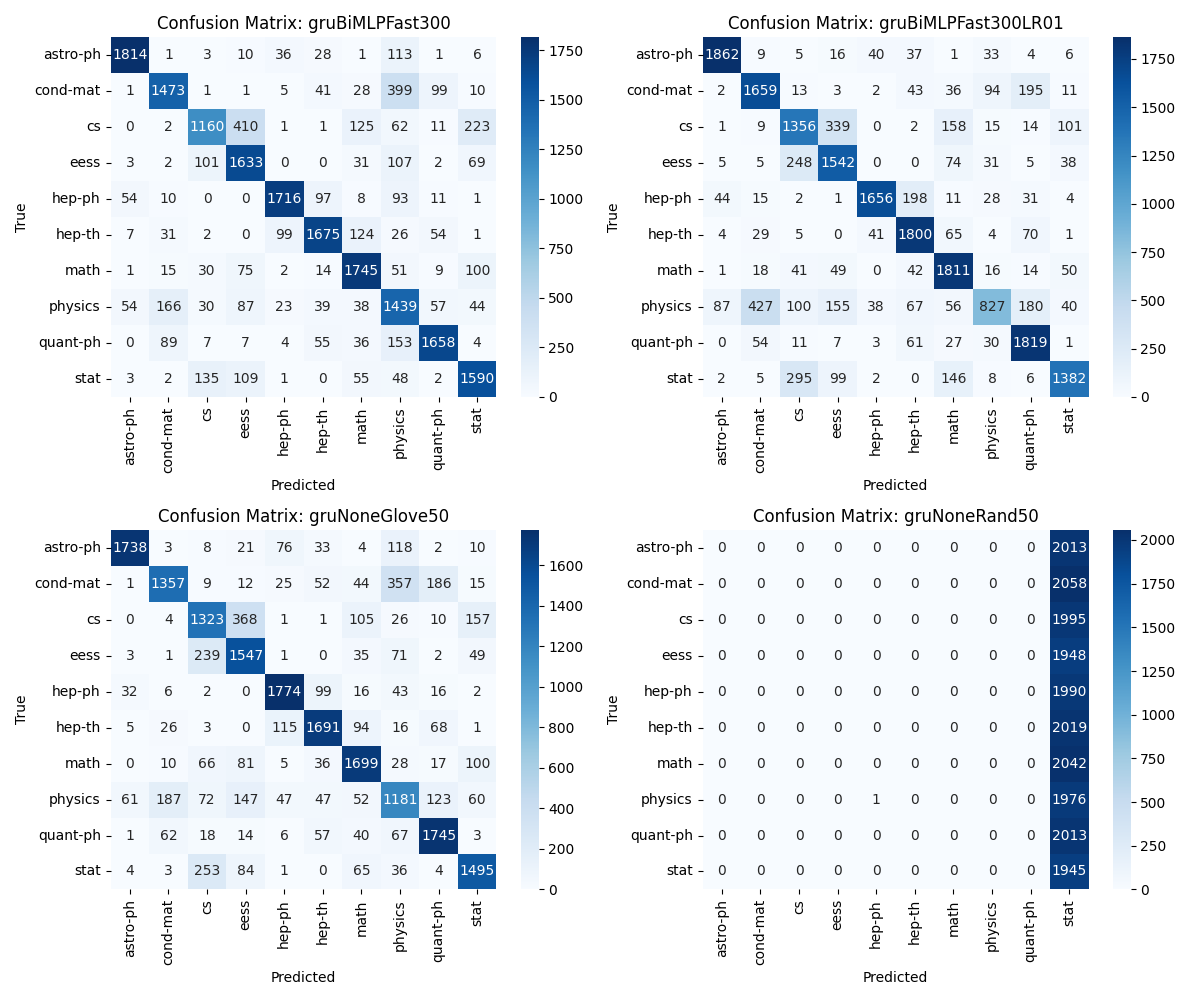 Confusion Matrix: gruBiMLPFast300
astro-ph 1814 1 3 10 36 28 1 113 1 6
cond-mat 1 1473 1 1 5 41 28 399 99 10
cs 0 2 1160 410 1 1 125 62 11 223
eess 3 2 101 1633 0 0 31 107 2 69
hep-ph 54 10 0 0 1716 97 8 93 11 1
hep-th 7 31 2 0 99 1675 124 26 54 1
math 1 15 30 75 2 14 1745 51 9 100
physics 54 166 30 87 23 39 38 1439 57 44
quant-ph 0 89 7 7 4 55 36 153 1658 4
stat 3 2 135 109 1 0 55 48 2 1590
True
astro-ph cond-mat cs eess hep-ph hep-th math physics quant-ph stat
Predicted
1750
1500
1250
1000
750
500
250
0
Confusion Matrix: gruBiMLPFast300LR01
astro-ph 1862 9 5 16 40 37 1 33 4 6
cond-mat 2 1659 13 3 2 43 36 94 195 11
cs 1 9 1356 339 0 2 158 15 14 101
eess 5 5 248 1542 0 0 74 31 5 38
hep-ph 44 15 2 1 1656 198 11 28 31 4
hep-th 4 29 5 0 41 1800 65 4 70 1
math 1 18 41 49 0 42 1811 16 14 50
physics 87 427 100 155 38 67 56 827 180 40
quant-ph 0 54 11 7 3 61 27 30 1819 1
stat 2 5 295 99 2 0 146 8 6 1382
True
astro-ph cond-mat cs eess hep-ph hep-th math physics quant-ph stat
Predicted
1750
1500
1250
1000
750
500
250
0
Confusion Matrix: gruNoneGlove50
astro-ph 1738 3 8 21 76 33 4 118 2 10
cond-mat 1 1357 9 12 25 52 44 357 186 15
cs 0 4 1323 368 1 1 105 26 10 157
eess 3 1 239 1547 1 0 35 71 2 49
hep-ph 32 6 2 0 1774 99 16 43 16 2
hep-th 5 26 3 0 115 1691 94 16 68 1
math 0 10 66 81 5 36 1699 28 17 100
physics 61 187 72 147 47 47 52 1181 123 60
quant-ph 1 62 18 14 6 57 40 67 1745 3
stat 4 3 253 84 1 0 65 36 4 1495
True
astro-ph cond-mat cs eess hep-ph hep-th math physics quant-ph stat
Predicted
1600
1400
1200
1000
800
600
400
200
0
Confusion Matrix: gruNoneRand50
astro-ph 0 0 0 0 0 0 0 0 0 2013
cond-mat 0 0 0 0 0 0 0 0 0 2058
cs 0 0 0 0 0 0 0 0 0 1995
eess 0 0 0 0 0 0 0 0 0 1948
hep-ph 0 0 0 0 0 0 0 0 0 1990
hep-th 0 0 0 0 0 0 0 0 0 2019
math 0 0 0 0 0 0 0 0 0 2042
physics 0 0 0 0 1 0 0 0 0 1976
quant-ph 0 0 0 0 0 0 0 0 0 2013
stat 0 0 0 0 0 0 0 0 0 1945
True
astro-ph cond-mat cs eess hep-ph hep-th math physics quant-ph stat
Predicted
2000
1750
1500
1250
1000
750
500
250
0